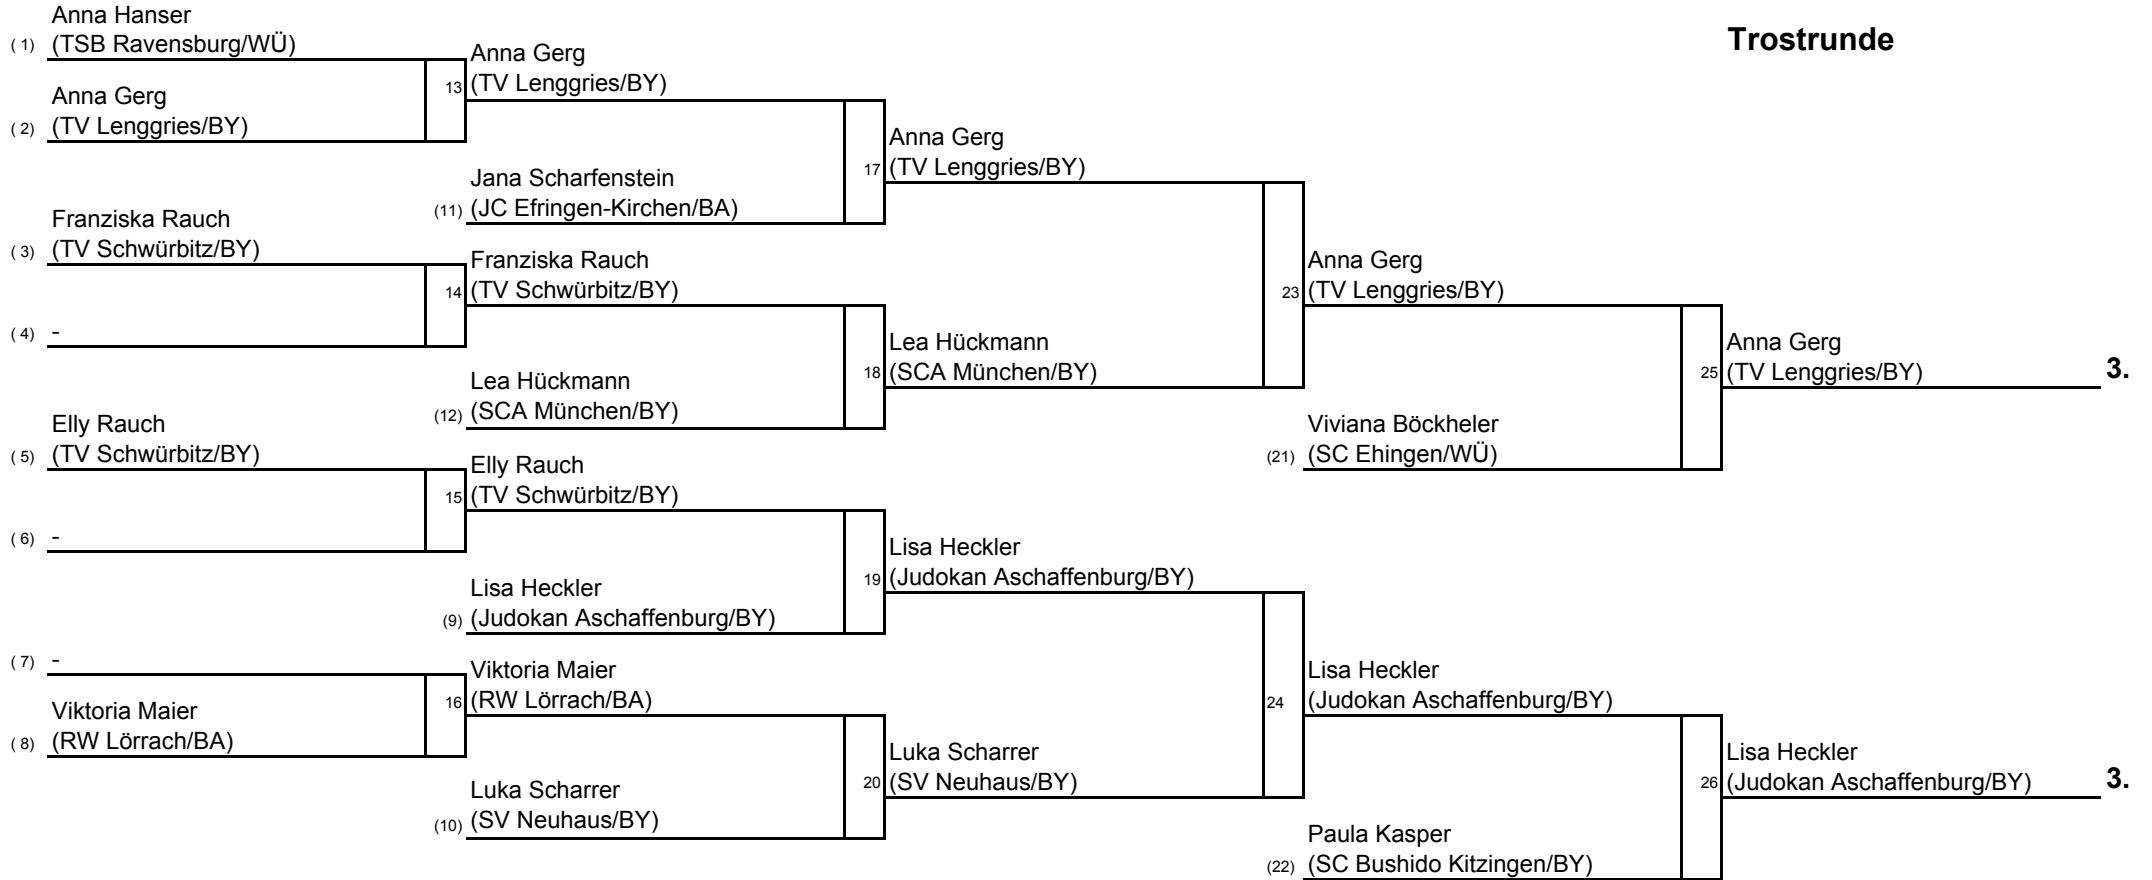 Trostrunde
Anna Hanser
( 1) (TSB Ravensburg/WÜ)
Anna Gerg
( 2) (TV Lenggries/BY)
Franziska Rauch
( 3) (TV Schwürbitz/BY)
( 4) -
Elly Rauch
( 5) (TV Schwürbitz/BY)
( 6) -
( 7) -
Viktoria Maier
( 8) (RW Lörrach/BA)
Anna Gerg
13 (TV Lenggries/BY)
Jana Scharfenstein
(11) (JC Efringen-Kirchen/BA)
Franziska Rauch
14 (TV Schwürbitz/BY)
Lea Hückmann
(12) (SCA München/BY)
Elly Rauch
15 (TV Schwürbitz/BY)
Lisa Heckler
(9) (Judokan Aschaffenburg/BY)
Viktoria Maier
16 (RW Lörrach/BA)
Luka Scharrer
(10) (SV Neuhaus/BY)
Anna Gerg
17 (TV Lenggries/BY)
Lea Hückmann
18 (SCA München/BY)
Lisa Heckler
19 (Judokan Aschaffenburg/BY)
Luka Scharrer
20 (SV Neuhaus/BY)
Anna Gerg
23 (TV Lenggries/BY)
Viviana Böckheler
(21) (SC Ehingen/WÜ)
Lisa Heckler
24 (Judokan Aschaffenburg/BY)
Paula Kasper
(22) (SC Bushido Kitzingen/BY)
Anna Gerg
25 (TV Lenggries/BY) 3.
Lisa Heckler
26 (Judokan Aschaffenburg/BY) 3.